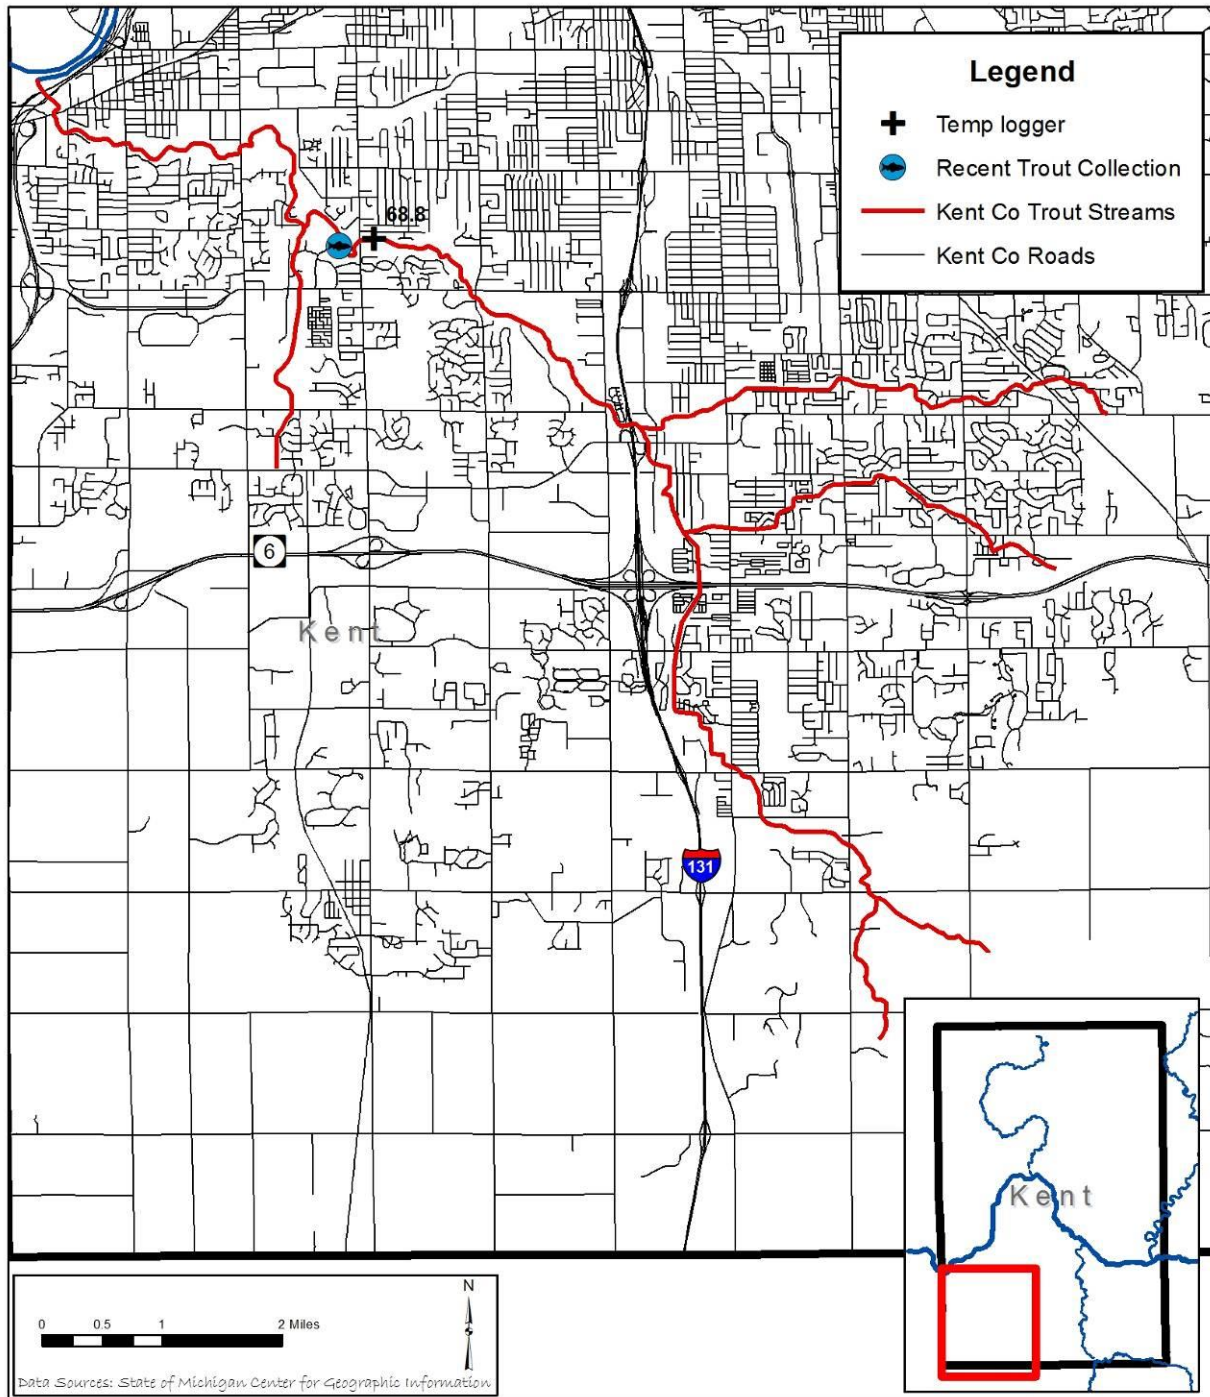 Legend
Temp logger
Recent Trout Collection
Kent Co Trout Streams
Kent Co Roads
68.8
6
Kent
131
Kent
N
0 0.5 1 2 Miles
Data Sources: State of Michigan Center for Geographic Information